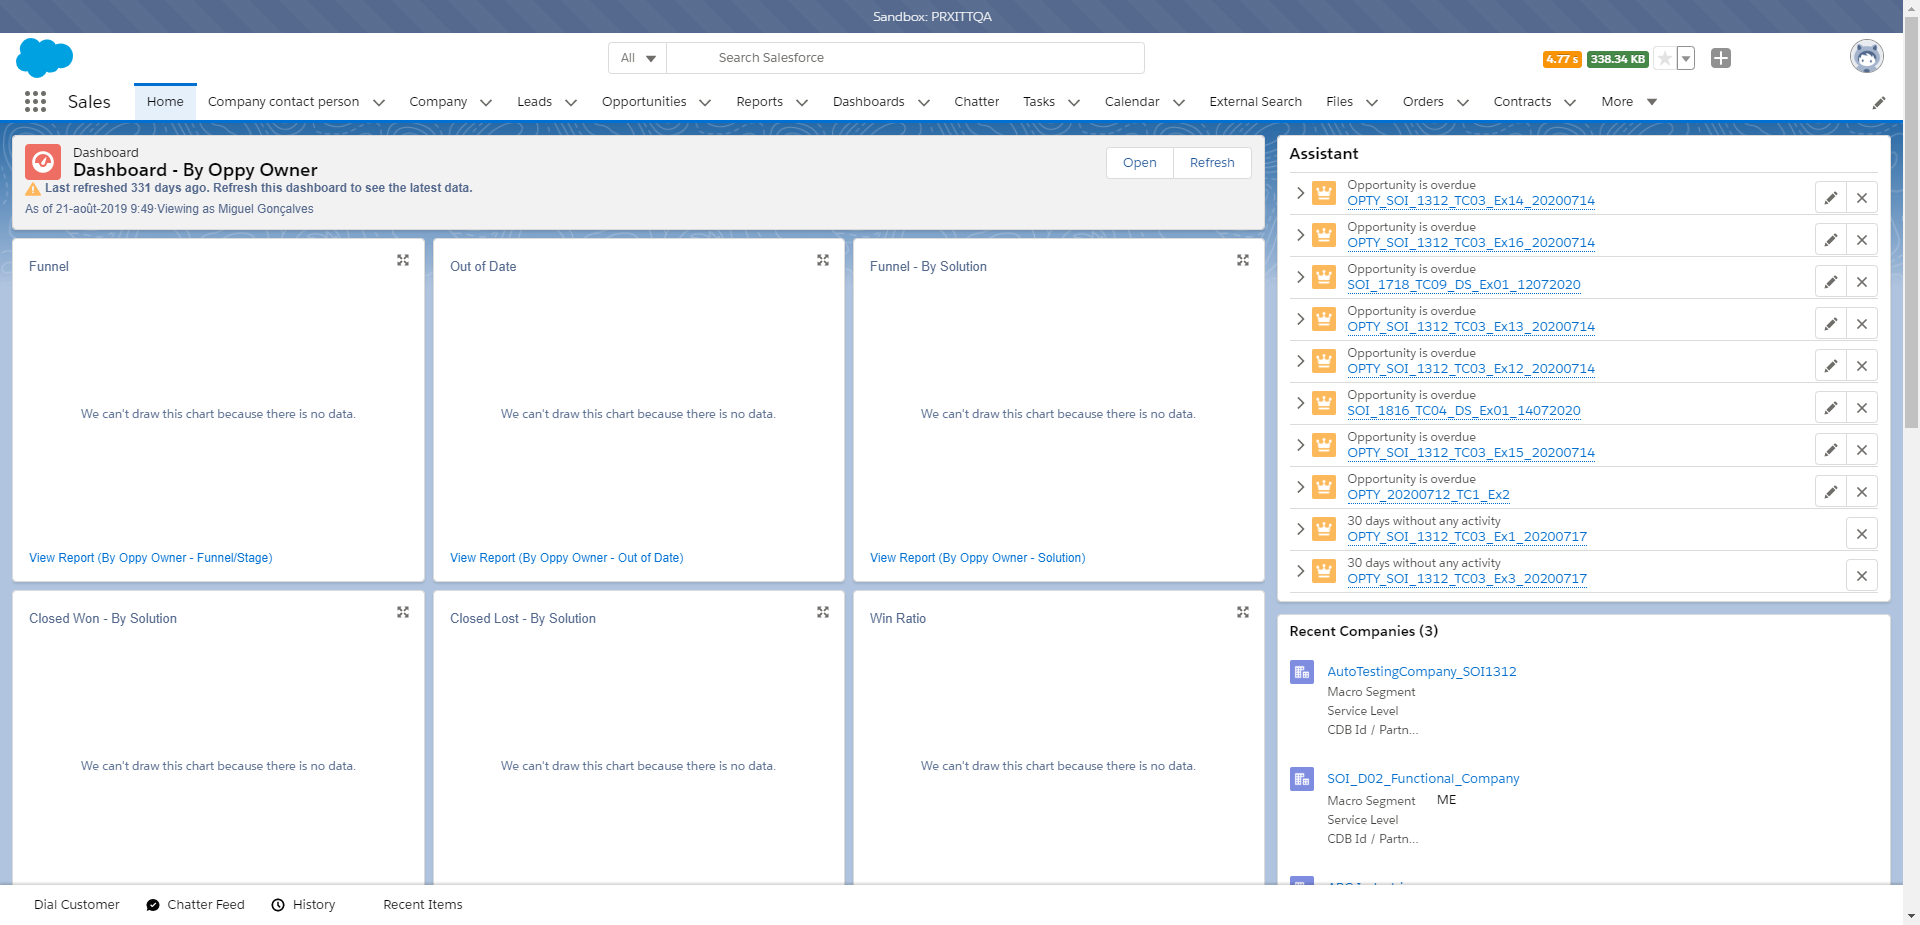 Sandbox: PRXITTQA
All
Search Salesforce
4.77 s
338.34 KB
Sales
Home
Company contact person
Company
Leads
Opportunities
Reports
Dashboards
Chatter
Tasks
Calendar
External Search
Files
Orders
Contracts
More
Dashboard
Dashboard - By Oppy Owner
Last refreshed 331 days ago. Refresh this dashboard to see the latest data.
As of 21-août-2019 9:49·Viewing as Miguel Gonçalves
Open
Refresh
Funnel
We can't draw this chart because there is no data.
View Report (By Oppy Owner - Funnel/Stage)
Out of Date
We can't draw this chart because there is no data.
View Report (By Oppy Owner - Out of Date)
Funnel - By Solution
We can't draw this chart because there is no data.
View Report (By Oppy Owner - Solution)
Closed Won - By Solution
We can't draw this chart because there is no data.
Closed Lost - By Solution
We can't draw this chart because there is no data.
Win Ratio
We can't draw this chart because there is no data.
Assistant
Opportunity is overdue
OPTY_SOI_1312_TC03_Ex14_20200714
Opportunity is overdue
OPTY_SOI_1312_TC03_Ex16_20200714
Opportunity is overdue
SOI_1718_TC09_DS_Ex01_12072020
Opportunity is overdue
OPTY_SOI_1312_TC03_Ex13_20200714
Opportunity is overdue
OPTY_SOI_1312_TC03_Ex12_20200714
Opportunity is overdue
SOI_1816_TC04_DS_Ex01_14072020
Opportunity is overdue
OPTY_SOI_1312_TC03_Ex15_20200714
Opportunity is overdue
OPTY_20200712_TC1_Ex2
30 days without any activity
OPTY_SOI_1312_TC03_Ex1_20200717
30 days without any activity
OPTY_SOI_1312_TC03_Ex3_20200717
Recent Companies (3)
AutoTestingCompany_SOI1312
Macro Segment
Service Level
CDB Id / Partn...
SOI_D02_Functional_Company
Macro Segment ME
Service Level
CDB Id / Partn...
Dial Customer
Chatter Feed
History
Recent Items